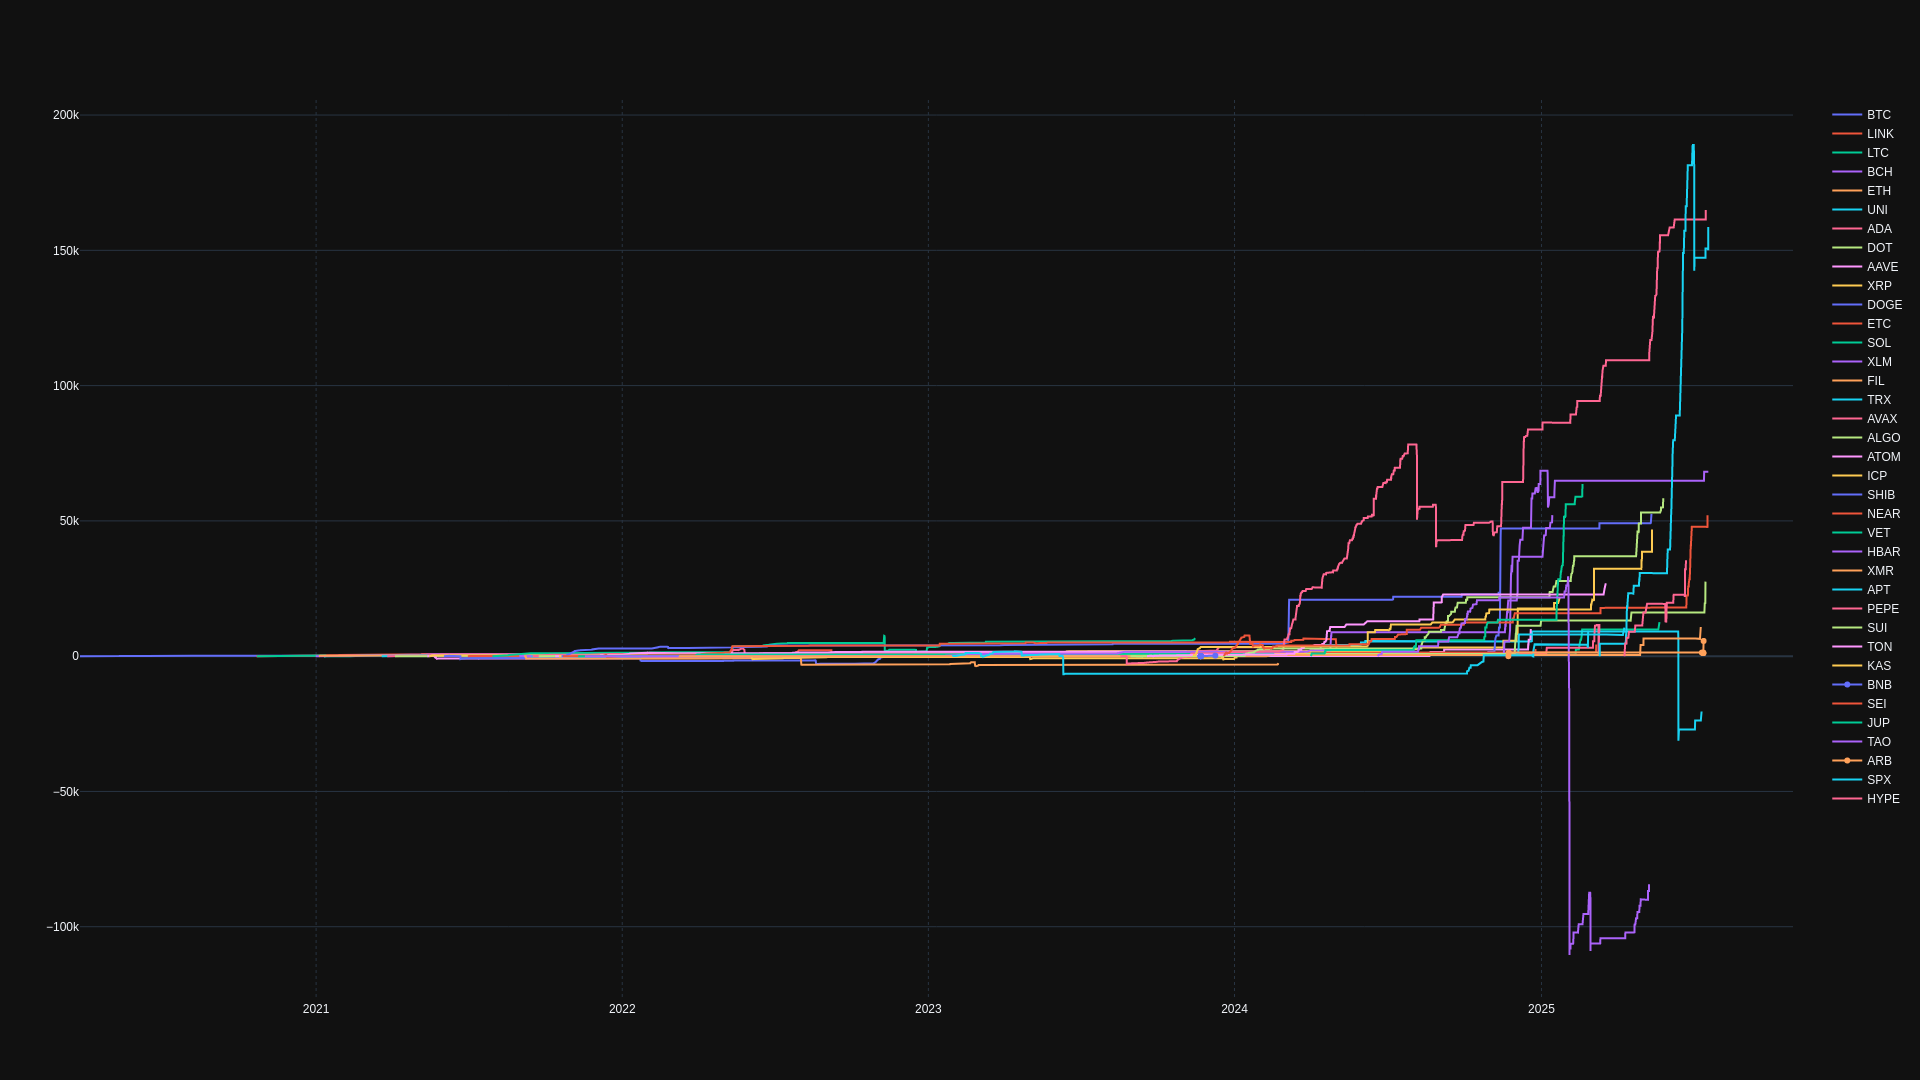 200k
150k
100k
50k
0
−50k
−100k
2021
2022
2023
2024
2025
BTC
LINK
LTC
BCH
ETH
UNI
ADA
DOT
AAVE
XRP
DOGE
ETC
SOL
XLM
FIL
TRX
AVAX
ALGO
ATOM
ICP
SHIB
NEAR
VET
HBAR
XMR
APT
PEPE
SUI
TON
KAS
BNB
SEI
JUP
TAO
ARB
SPX
HYPE